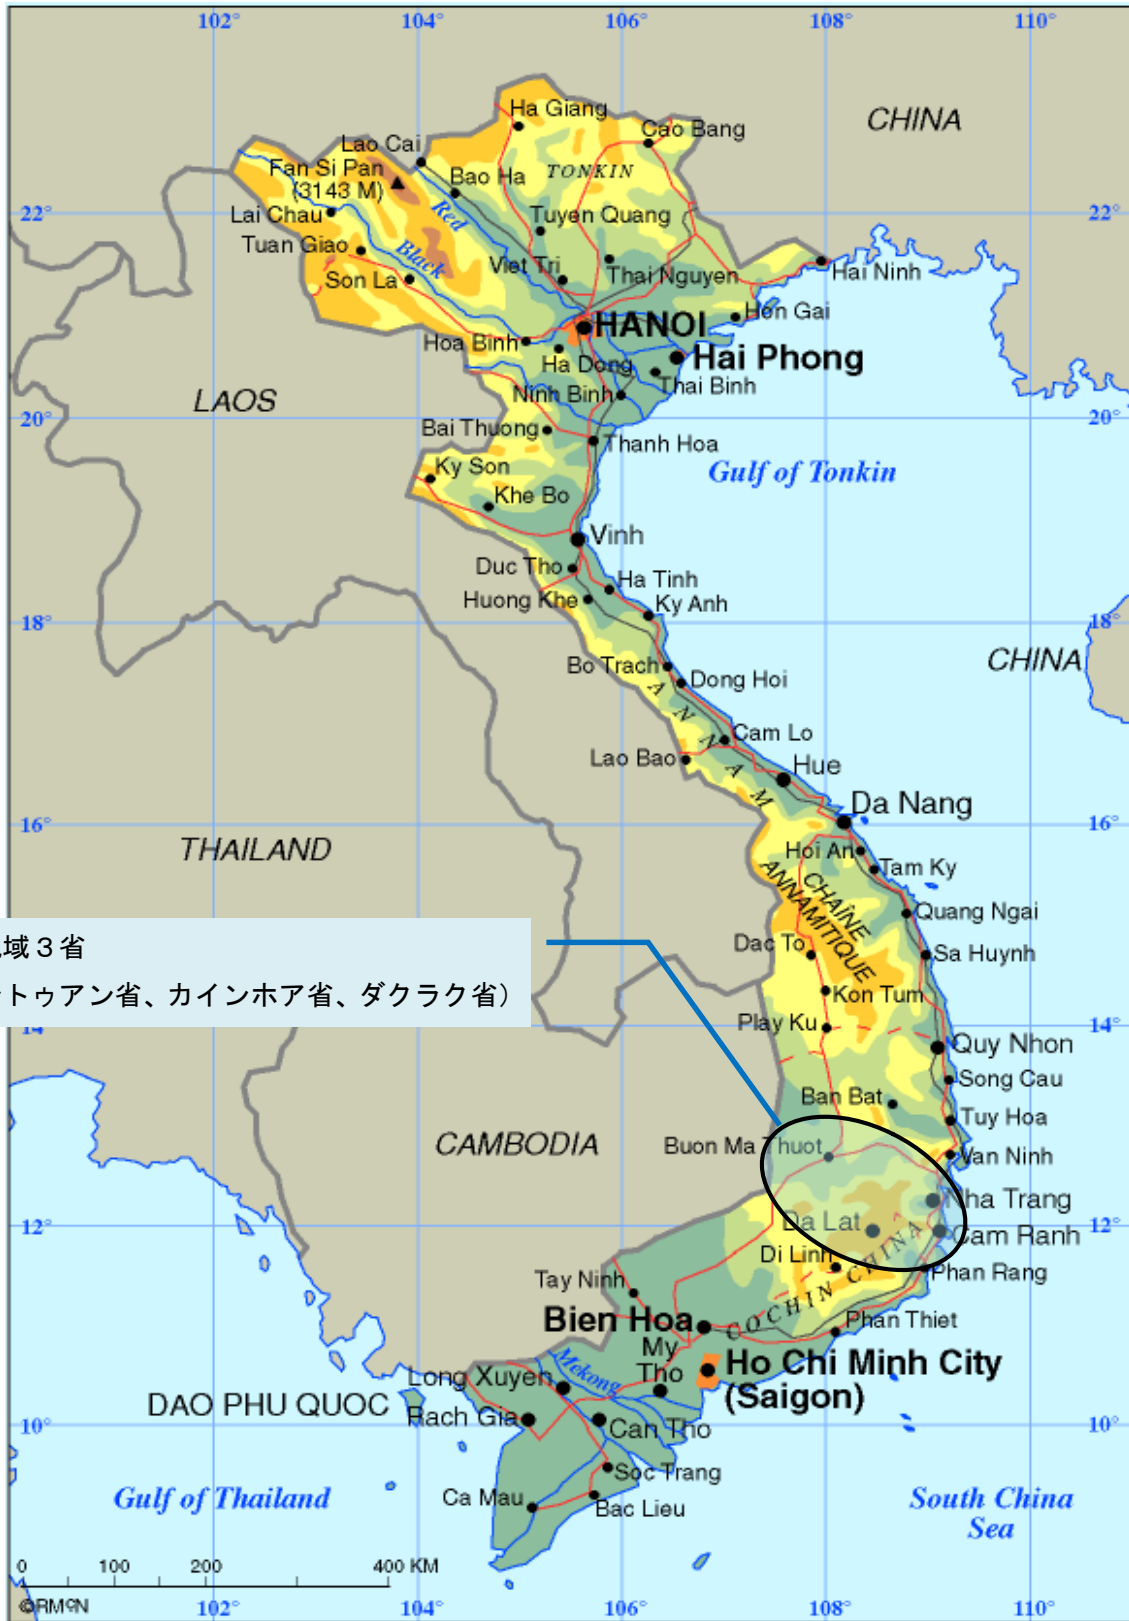 102°
104°
106°
108°
110°
Ha Giang
CHINA
Cao Bang
Lao Cai
Fan Si Pan
(3143 M)
Bao Ha
TONKIN
Red
22°
Lai Chau
Tuyen Quang
22°
Tuan Giao
Black
Viet Tri
Thai Nguyen
Hai Ninh
Son La
Hon Gai
HANOI
Hoa Binh
Hai Phong
Ha Dong
Thai Binh
Ninh Binh
LAOS
20°
20°
Bai Thuong
Thanh Hoa
Ky Son
Gulf of Tonkin
Khe Bo
Vinh
Duc Tho
Ha Tinh
Huong Khe
Ky Anh
18°
18°
CHINA
Bo Trach
Dong Hoi
ANNAM
Cam Lo
Lao Bao
Hue
Da Nang
16°
16°
THAILAND
Hoi An
Tam Ky
CHAÎNE
ANNAMITIQUE
Quang Ngai
Dac To
Sa Huynh
域３省
トゥアン省、カインホア省、ダクラク省）
Kon Tum
14°
Play Ku
14°
Quy Nhon
Song Cau
Ban Bat
Tuy Hoa
CAMBODIA
Buon Ma Thuot
Van Ninh
Nha Trang
12°
Da Lat
12°
Cam Ranh
Di Linh
Phan Rang
Tay Ninh
COCHIN CHINA
Bien Hoa
Phan Thiet
My
Tho
Ho Chi Minh City
(Saigon)
Mekong
Long Xuyen
DAO PHU QUOC
Rach Gia
Can Tho
10°
10°
Soc Trang
Gulf of Thailand
Ca Mau
Bac Lieu
South China
Sea
0
100
200
400 KM
©RMºN
102°
104°
106°
108°
110°